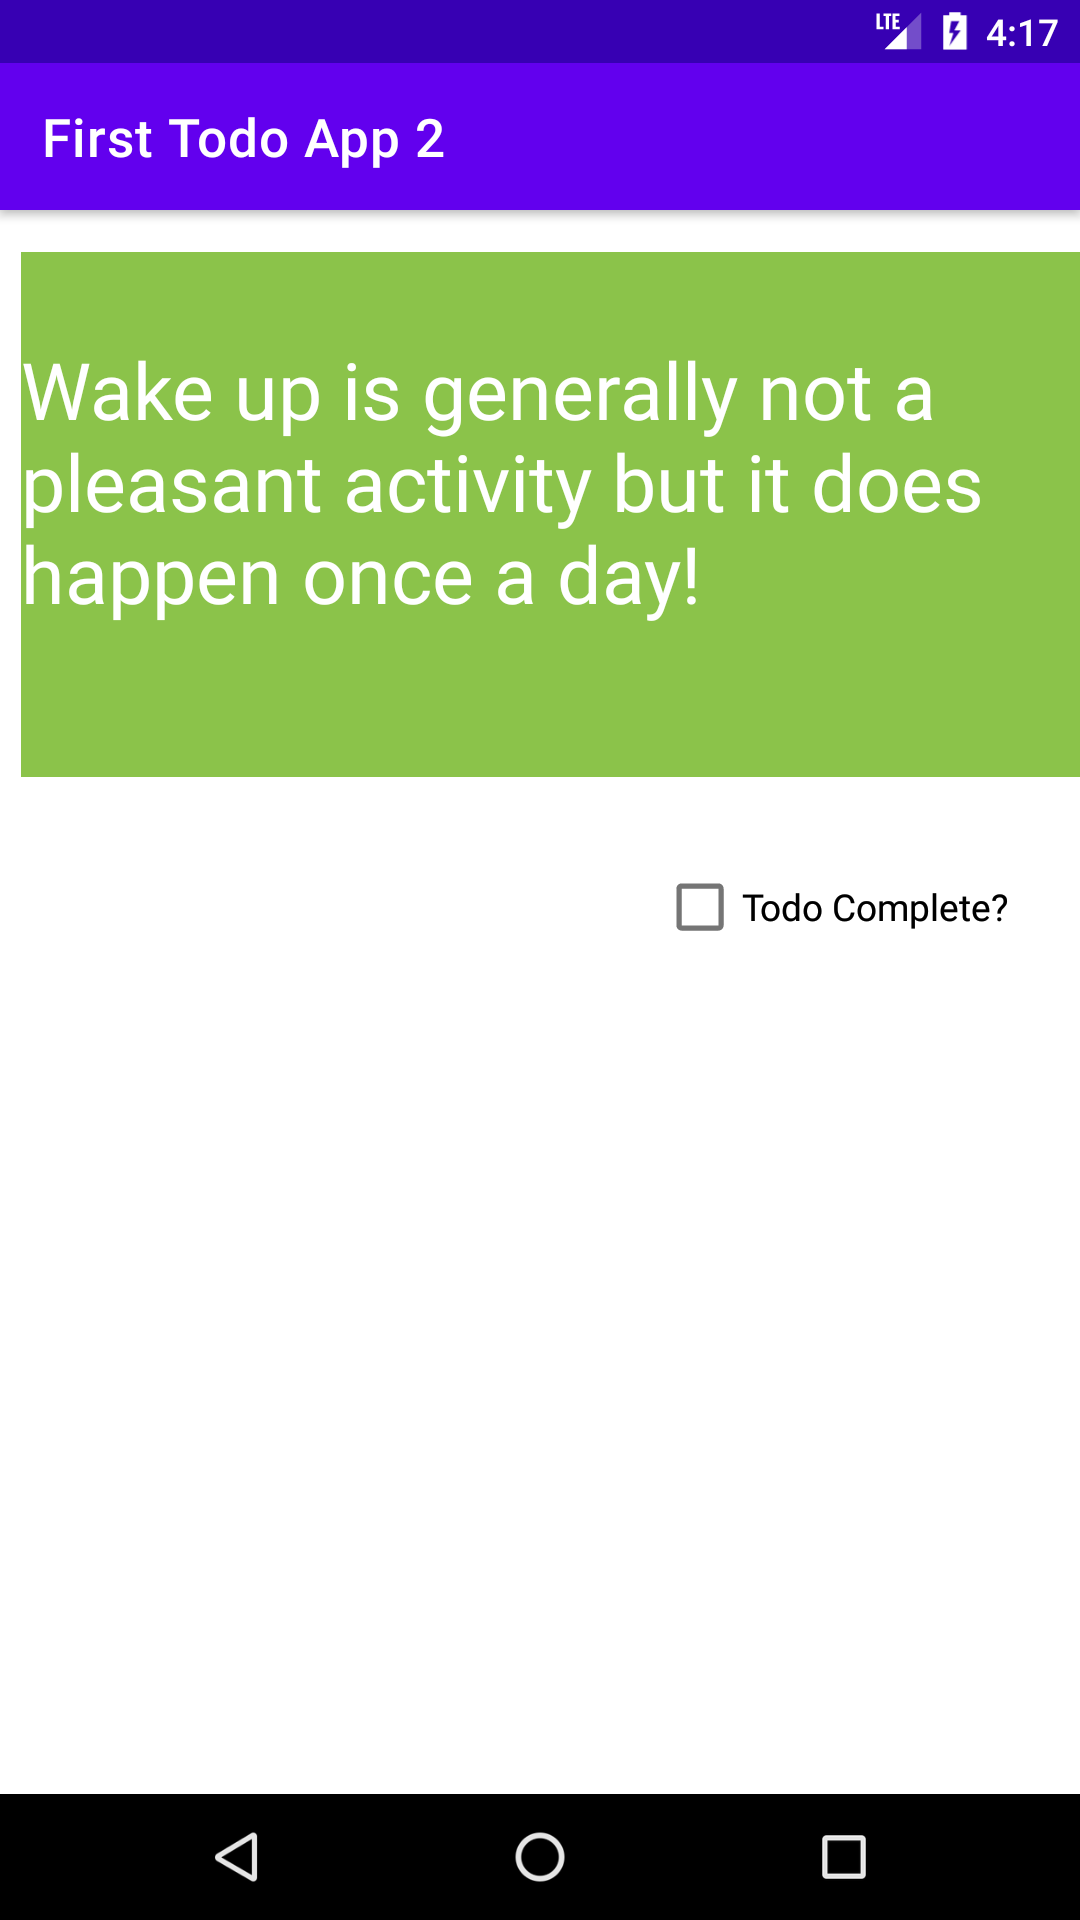 LTE 4:17
First Todo App 2
Wake up is generally not a
pleasant activity but it does
happen once a day!
Todo Complete?